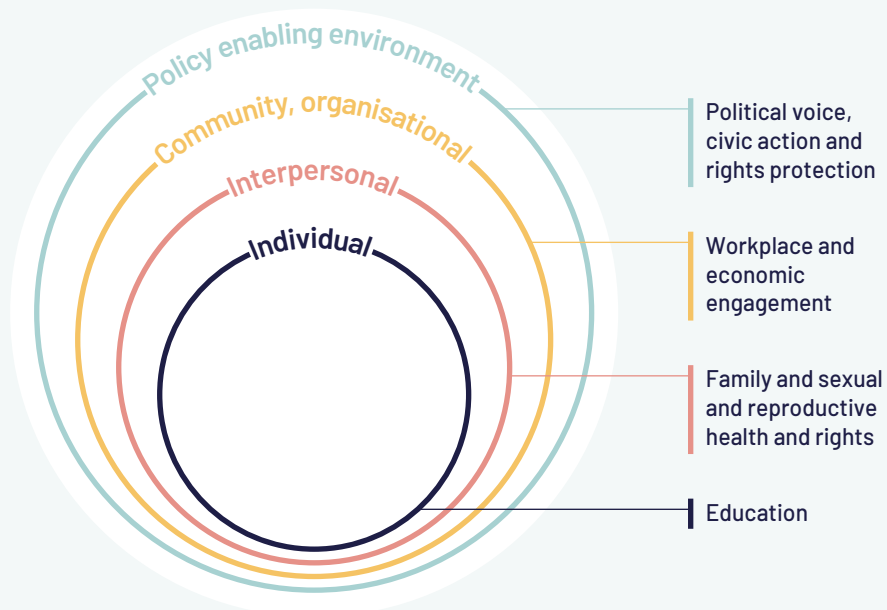 Policy enabling environment
Community, organisational
Interpersonal
Individual
Political voice,
civic action and
rights protection
Workplace and
economic
engagement
Family and sexual
and reproductive
health and rights
Education